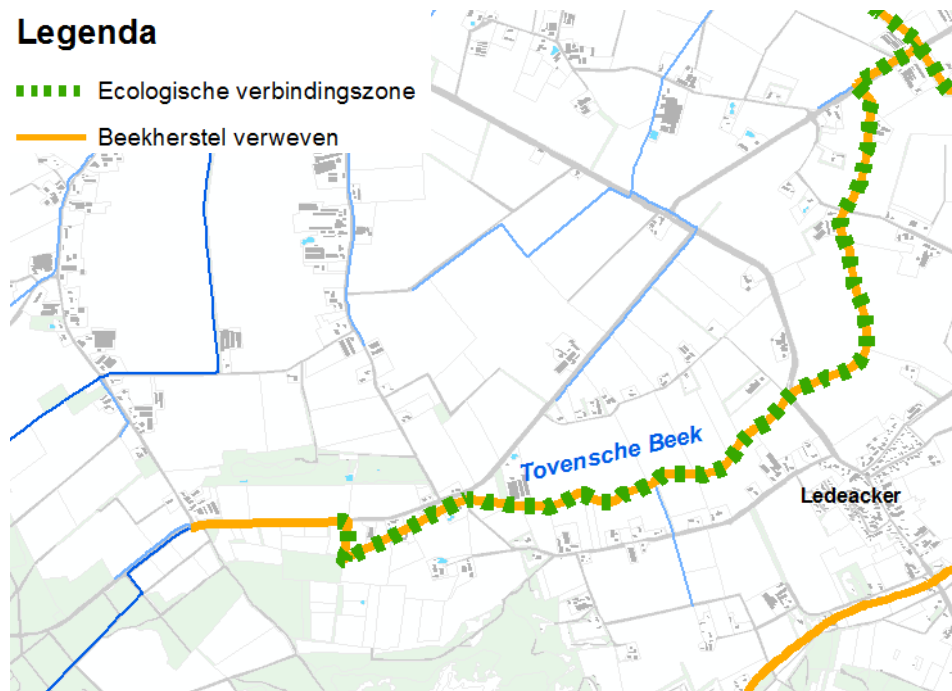 Legenda
Ecologische verbindingszone
Beekherstel verweven
Tovensche Beek
Ledeacker